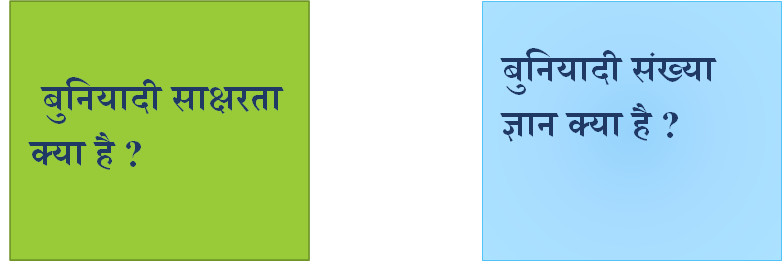 बुनियादी साक्षरता
क्या है ?
बुनियादी संख्या
ज्ञान क्या है ?